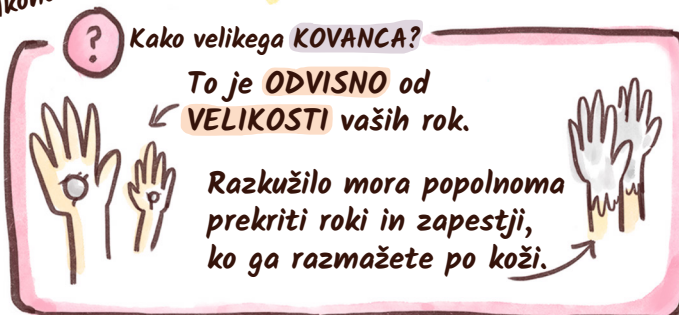 ?
Kako velikega KOVANCA?
To je ODVISNO od
VELIKOSTI vaših rok.
Razkužilo mora popolnoma
prekriti roki in zapestji,
ko ga razmažete po koži.